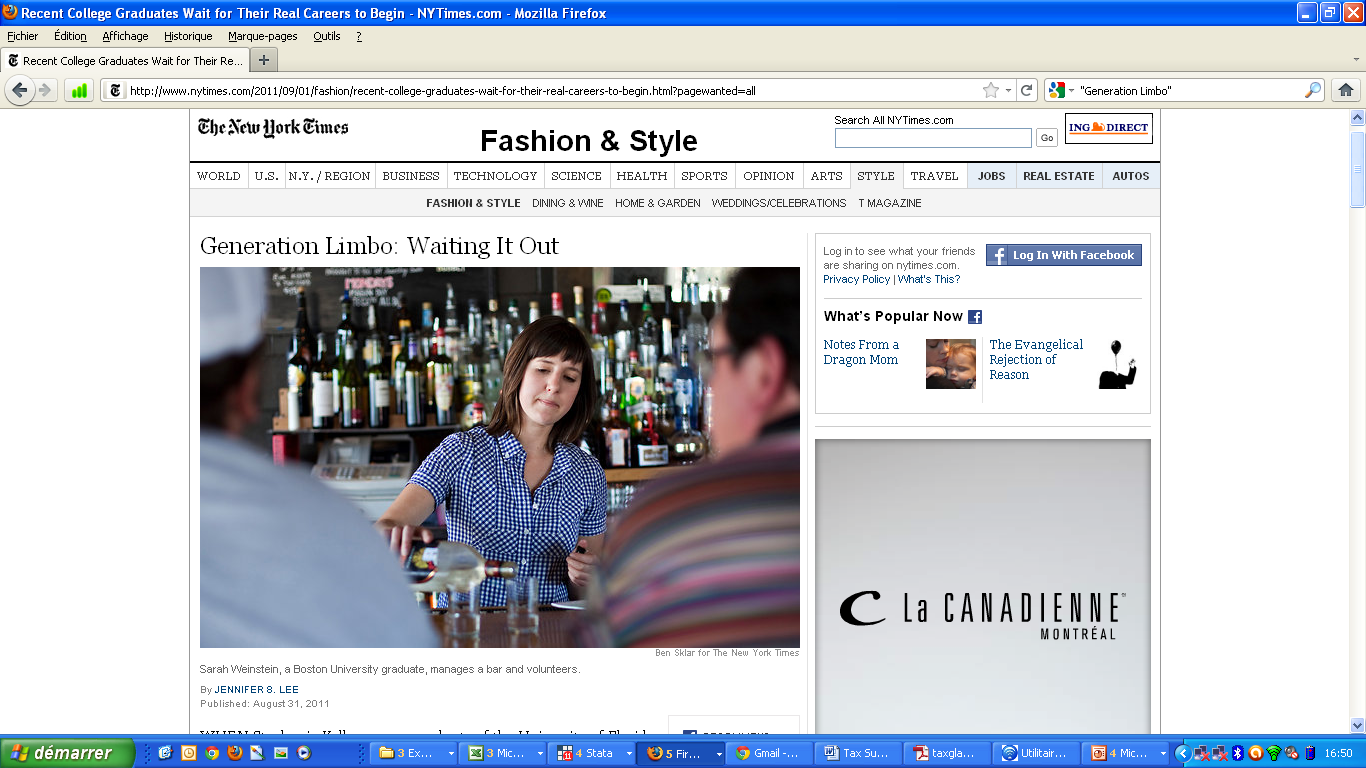 Recent College Graduates Wait for Their Real Careers to Begin - NYTimes.com - Mozilla Firefox
Fichier Édition Affichage Historique Marque-pages Outils ?
Recent College Graduates Wait for Their Re...
http://www.nytimes.com/2011/09/01/fashion/recent-college-graduates-wait-for-their-real-careers-to-begin.html?pagewanted=all
"Generation Limbo"
The New York Times
Fashion & Style
Search All NYTimes.com
Go
ING DIRECT
WORLD U.S. N.Y. / REGION BUSINESS TECHNOLOGY SCIENCE HEALTH SPORTS OPINION ARTS STYLE TRAVEL JOBS REAL ESTATE AUTOS
FASHION & STYLE DINING & WINE HOME & GARDEN WEDDINGS/CELEBRATIONS T MAGAZINE
Generation Limbo: Waiting It Out
MONDAYS
Ben Sklar for The New York Times
Sarah Weinstein, a Boston University graduate, manages a bar and volunteers.
By JENNIFER S. LEE
Published: August 31, 2011
Log in to see what your friends
are sharing on nytimes.com.
Privacy Policy | What's This?
Log In With Facebook
What's Popular Now
Notes From a
Dragon Mom
The Evangelical
Rejection of
Reason
La CANADIENNE
MONTRÉAL
démarrer
3 Ex...
3 Mic...
4 Stata
5 Fir...
Gmail -...
Tax Su...
taxgla...
Utilitair...
4 Mic...
16:50